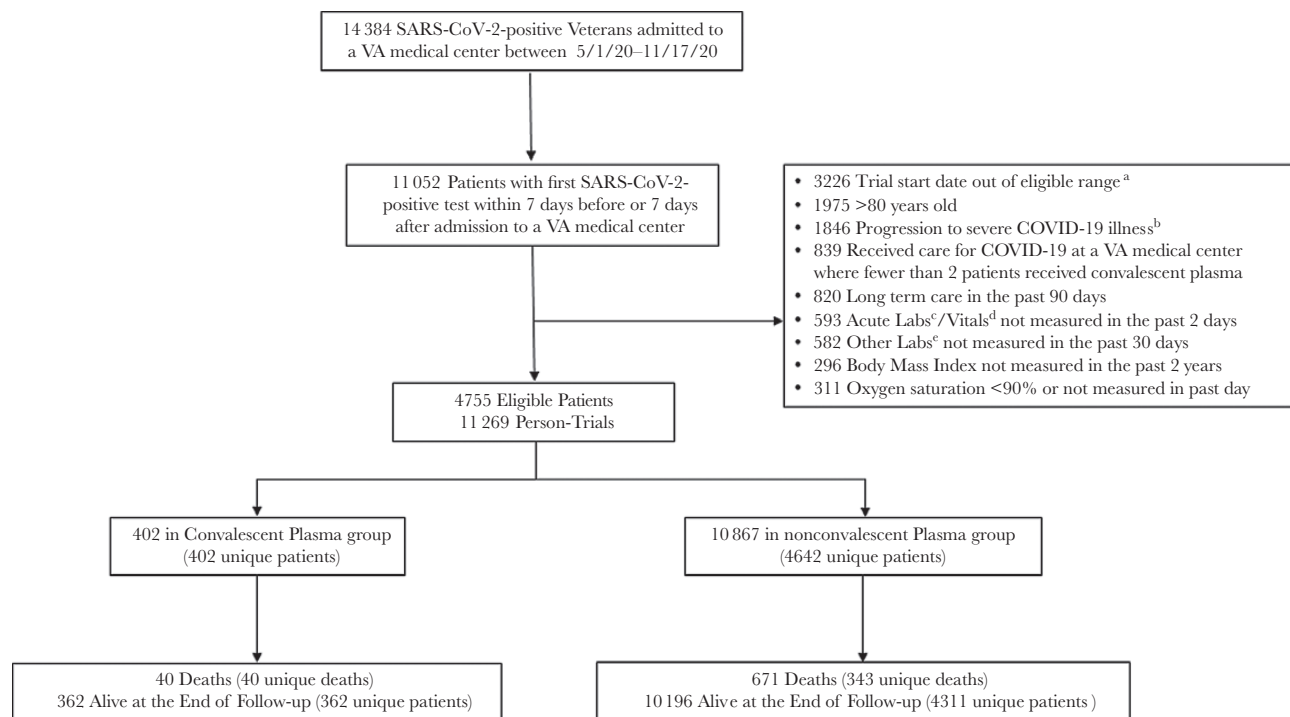 14 384 SARS-CoV-2-positive Veterans admitted to
a VA medical center between 5/1/20–11/17/20
11 052 Patients with first SARS-CoV-2-
positive test within 7 days before or 7 days
after admission to a VA medical center
• 3226 Trial start date out of eligible range a
• 1975 >80 years old
• 1846 Progression to severe COVID-19 illness b
• 839 Received care for COVID-19 at a VA medical center
where fewer than 2 patients received convalescent plasma
• 820 Long term care in the past 90 days
• 593 Acute Labs c/Vitals d not measured in the past 2 days
• 582 Other Labs e not measured in the past 30 days
• 296 Body Mass Index not measured in the past 2 years
• 311 Oxygen saturation <90% or not measured in past day
4755 Eligible Patients
11 269 Person-Trials
402 in Convalescent Plasma group
(402 unique patients)
10 867 in nonconvalescent Plasma group
(4642 unique patients)
40 Deaths (40 unique deaths)
362 Alive at the End of Follow-up (362 unique patients)
671 Deaths (343 unique deaths)
10 196 Alive at the End of Follow-up (4311 unique patients )